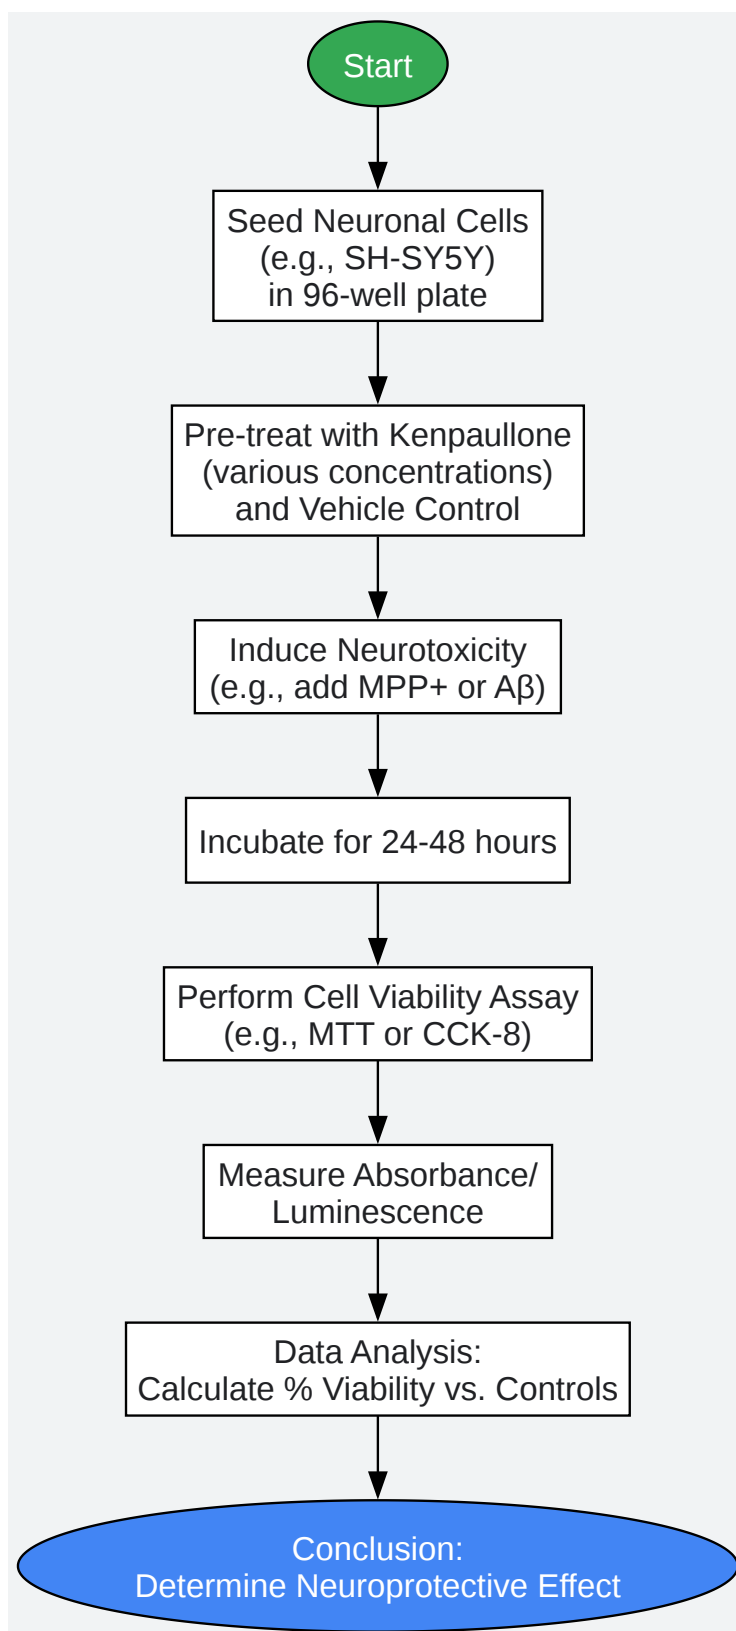 Start
Seed Neuronal Cells
(e.g., SH-SY5Y)
in 96-well plate
Pre-treat with Kenpaullone
(various concentrations)
and Vehicle Control
Induce Neurotoxicity
(e.g., add MPP+ or Aβ)
Incubate for 24-48 hours
Perform Cell Viability Assay
(e.g., MTT or CCK-8)
Measure Absorbance/
Luminescence
Data Analysis:
Calculate % Viability vs. Controls
Conclusion:
Determine Neuroprotective Effect